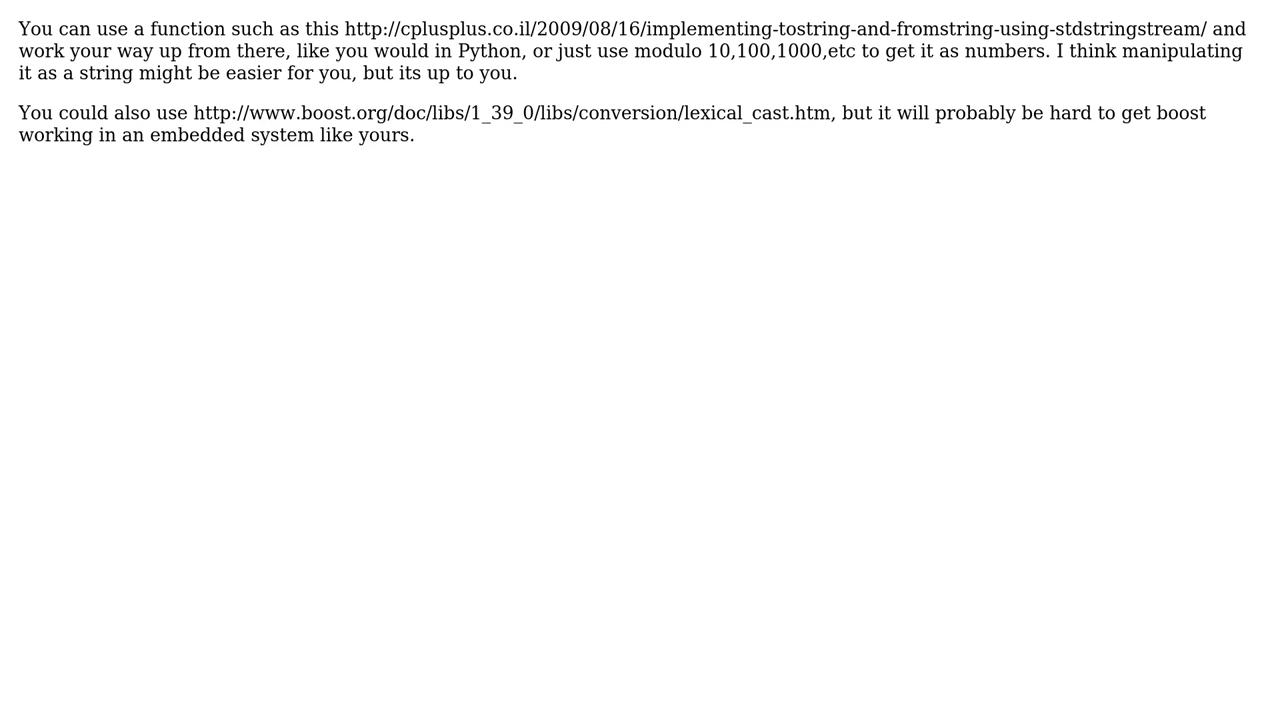 You can use a function such as this http://cplusplus.co.il/2009/08/16/implementing-tostring-and-fromstring-using-stdstringstream/ and
work your way up from there, like you would in Python, or just use modulo 10,100,1000,etc to get it as numbers. I think manipulating
it as a string might be easier for you, but its up to you.
You could also use http://www.boost.org/doc/libs/1_39_0/libs/conversion/lexical_cast.htm, but it will probably be hard to get boost
working in an embedded system like yours.